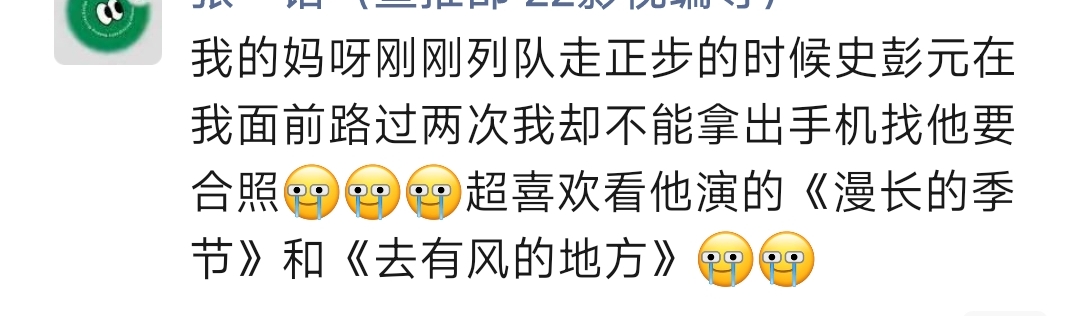 我的妈呀刚刚列队走正步的时候史彭元在
我面前路过两次我却不能拿出手机找他要
合照😭😭😭超喜欢看他演的《漫长的季
节》和《去有风的地方》😭😭